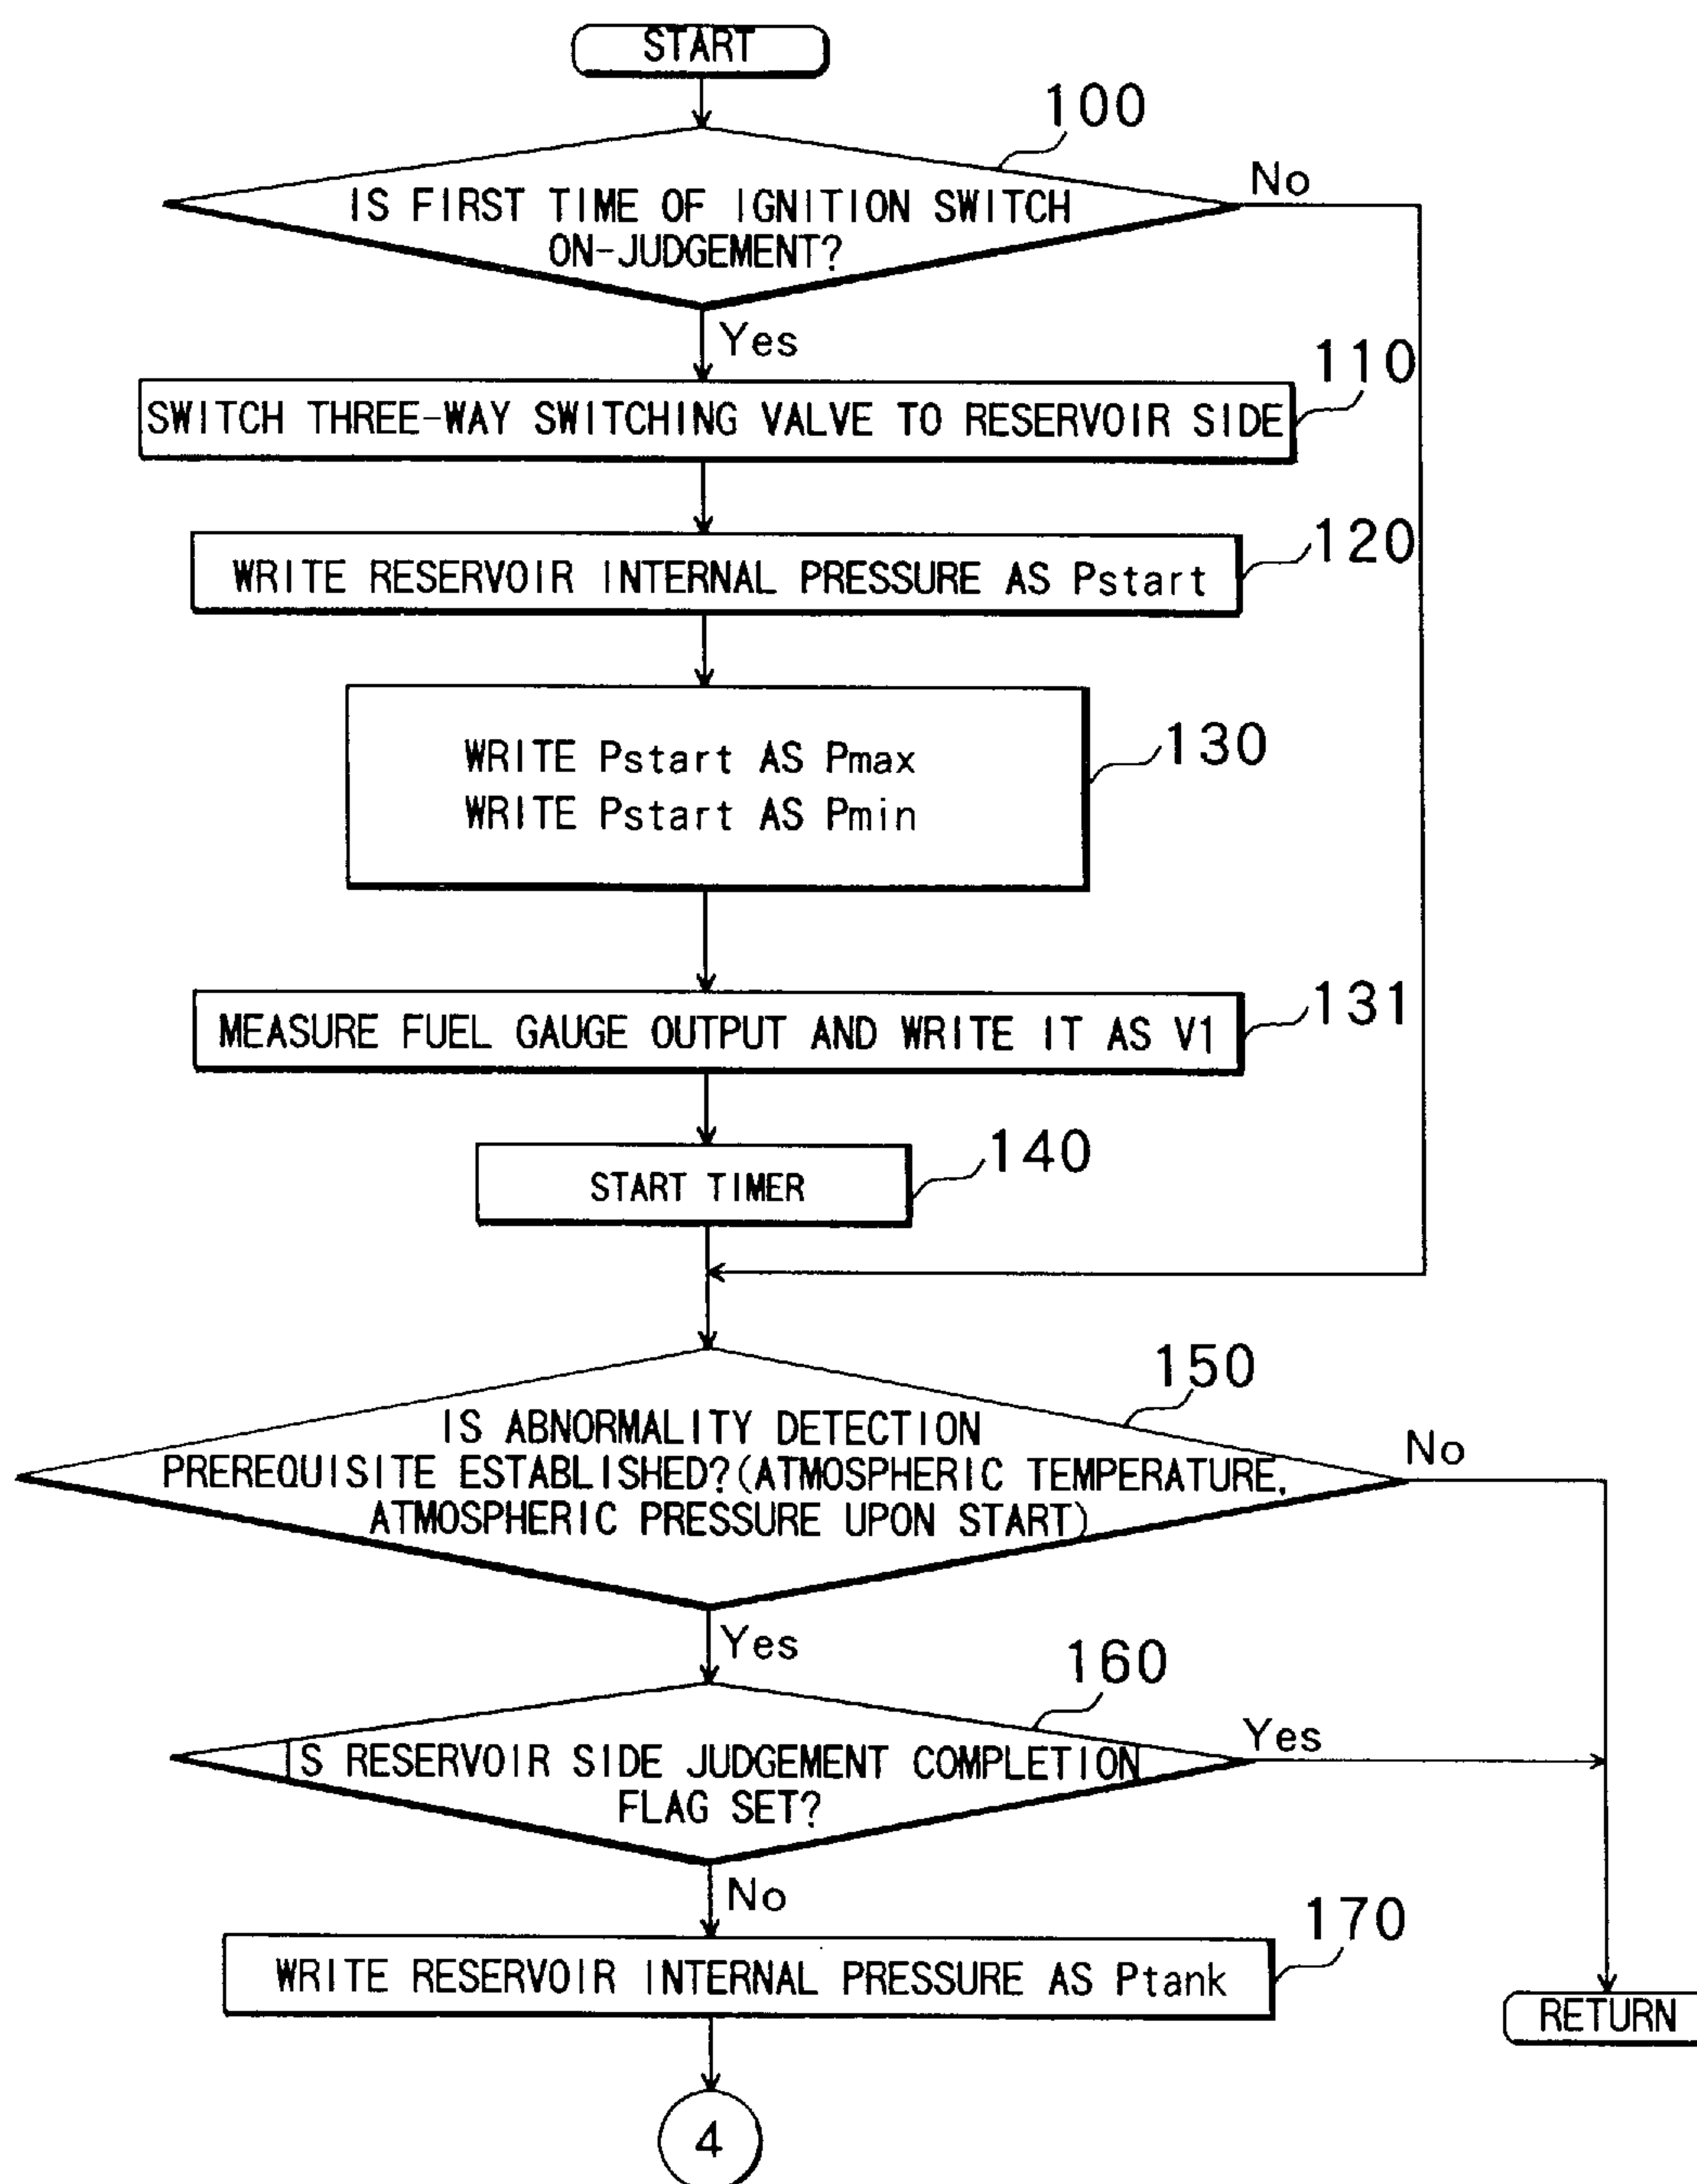 START
100
IS FIRST TIME OF IGNITION SWITCH
ON-JUDGEMENT?
No
Yes
110
SWITCH THREE-WAY SWITCHING VALVE TO RESERVOIR SIDE
120
WRITE RESERVOIR INTERNAL PRESSURE AS Pstart
130
WRITE Pstart AS Pmax
WRITE Pstart AS Pmin
131
MEASURE FUEL GAUGE OUTPUT AND WRITE IT AS V1
140
START TIMER
150
IS ABNORMALITY DETECTION
PREREQUISITE ESTABLISHED?(ATMOSPHERIC TEMPERATURE,
ATMOSPHERIC PRESSURE UPON START)
No
Yes
160
IS RESERVOIR SIDE JUDGEMENT COMPLETION
FLAG SET?
Yes
No
170
WRITE RESERVOIR INTERNAL PRESSURE AS Ptank
RETURN
4